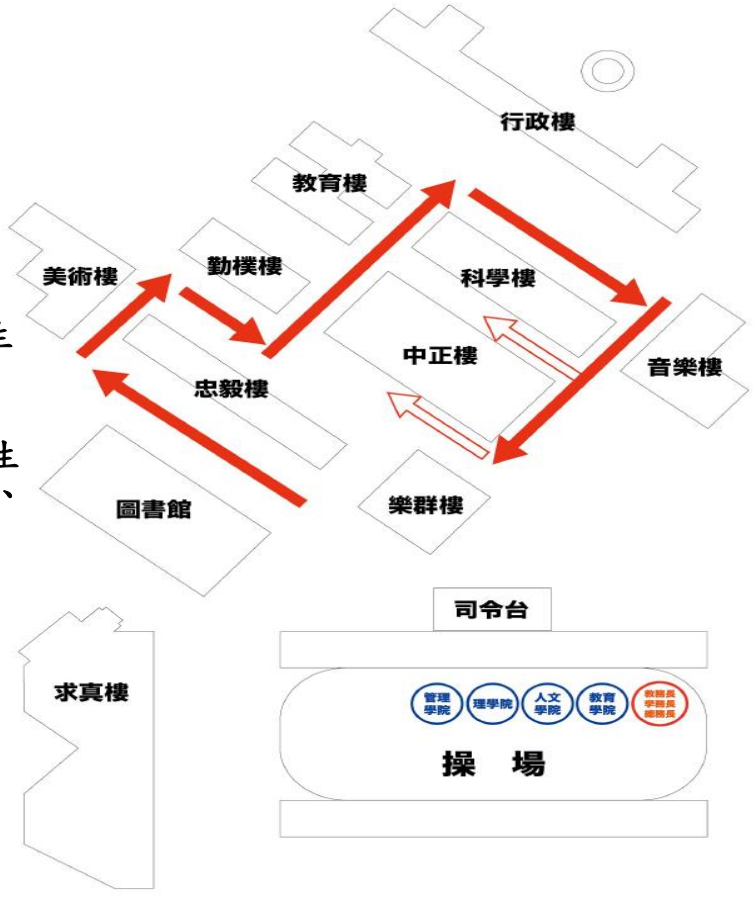 行政樓
教育樓
勤樸樓
美術樓
科學樓
中正樓
音樂樓
忠毅樓
生
樂群樓
圖書館
、
司令台
求真樓
管理
學院
理學院
人文
學院
教育
學院
教務長
學務長
總務長
操場